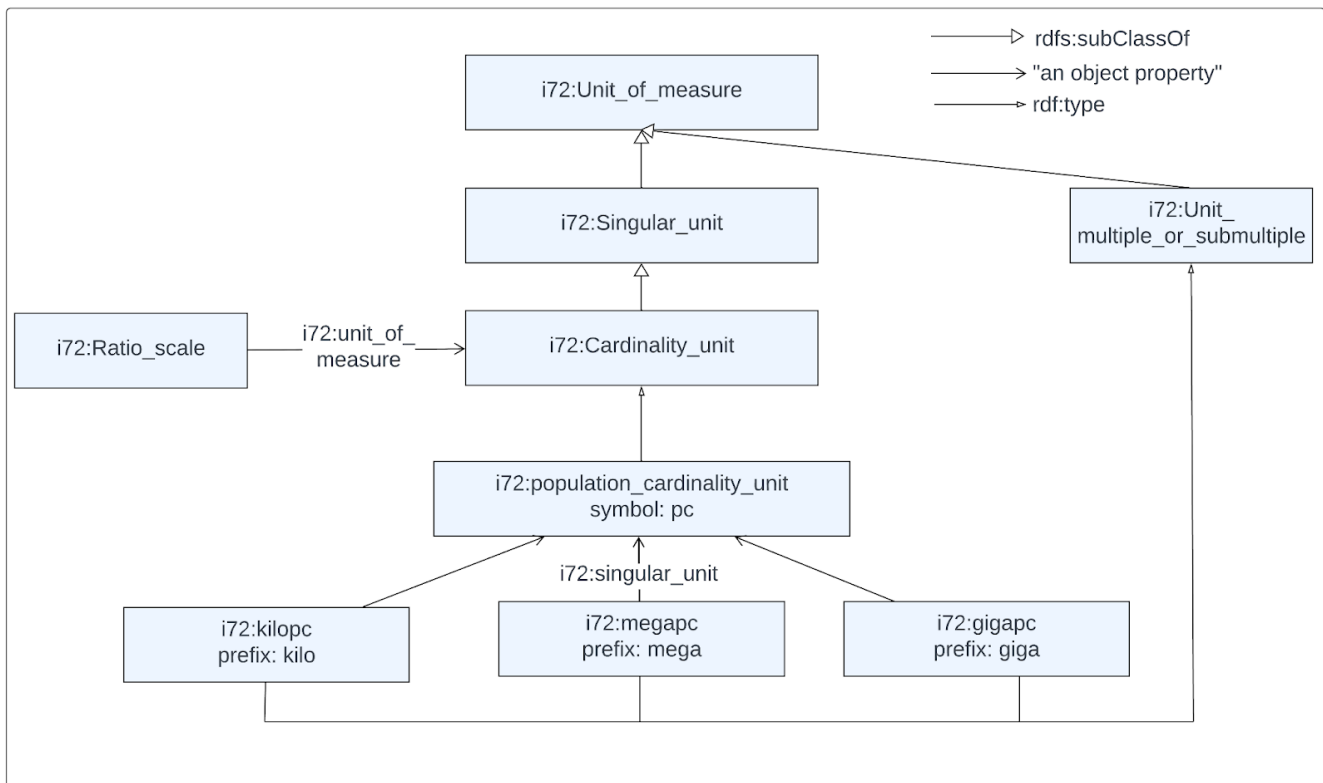 rdfs:subClassOf
"an object property"
rdf:type
i72:Unit_of_measure
i72:Singular_unit
i72:Unit_
multiple_or_submultiple
i72:Ratio_scale
i72:unit_of_
measure
i72:Cardinality_unit
i72:population_cardinality_unit
symbol: pc
i72:singular_unit
i72:kilopc
prefix: kilo
i72:megapc
prefix: mega
i72:gigapc
prefix: giga